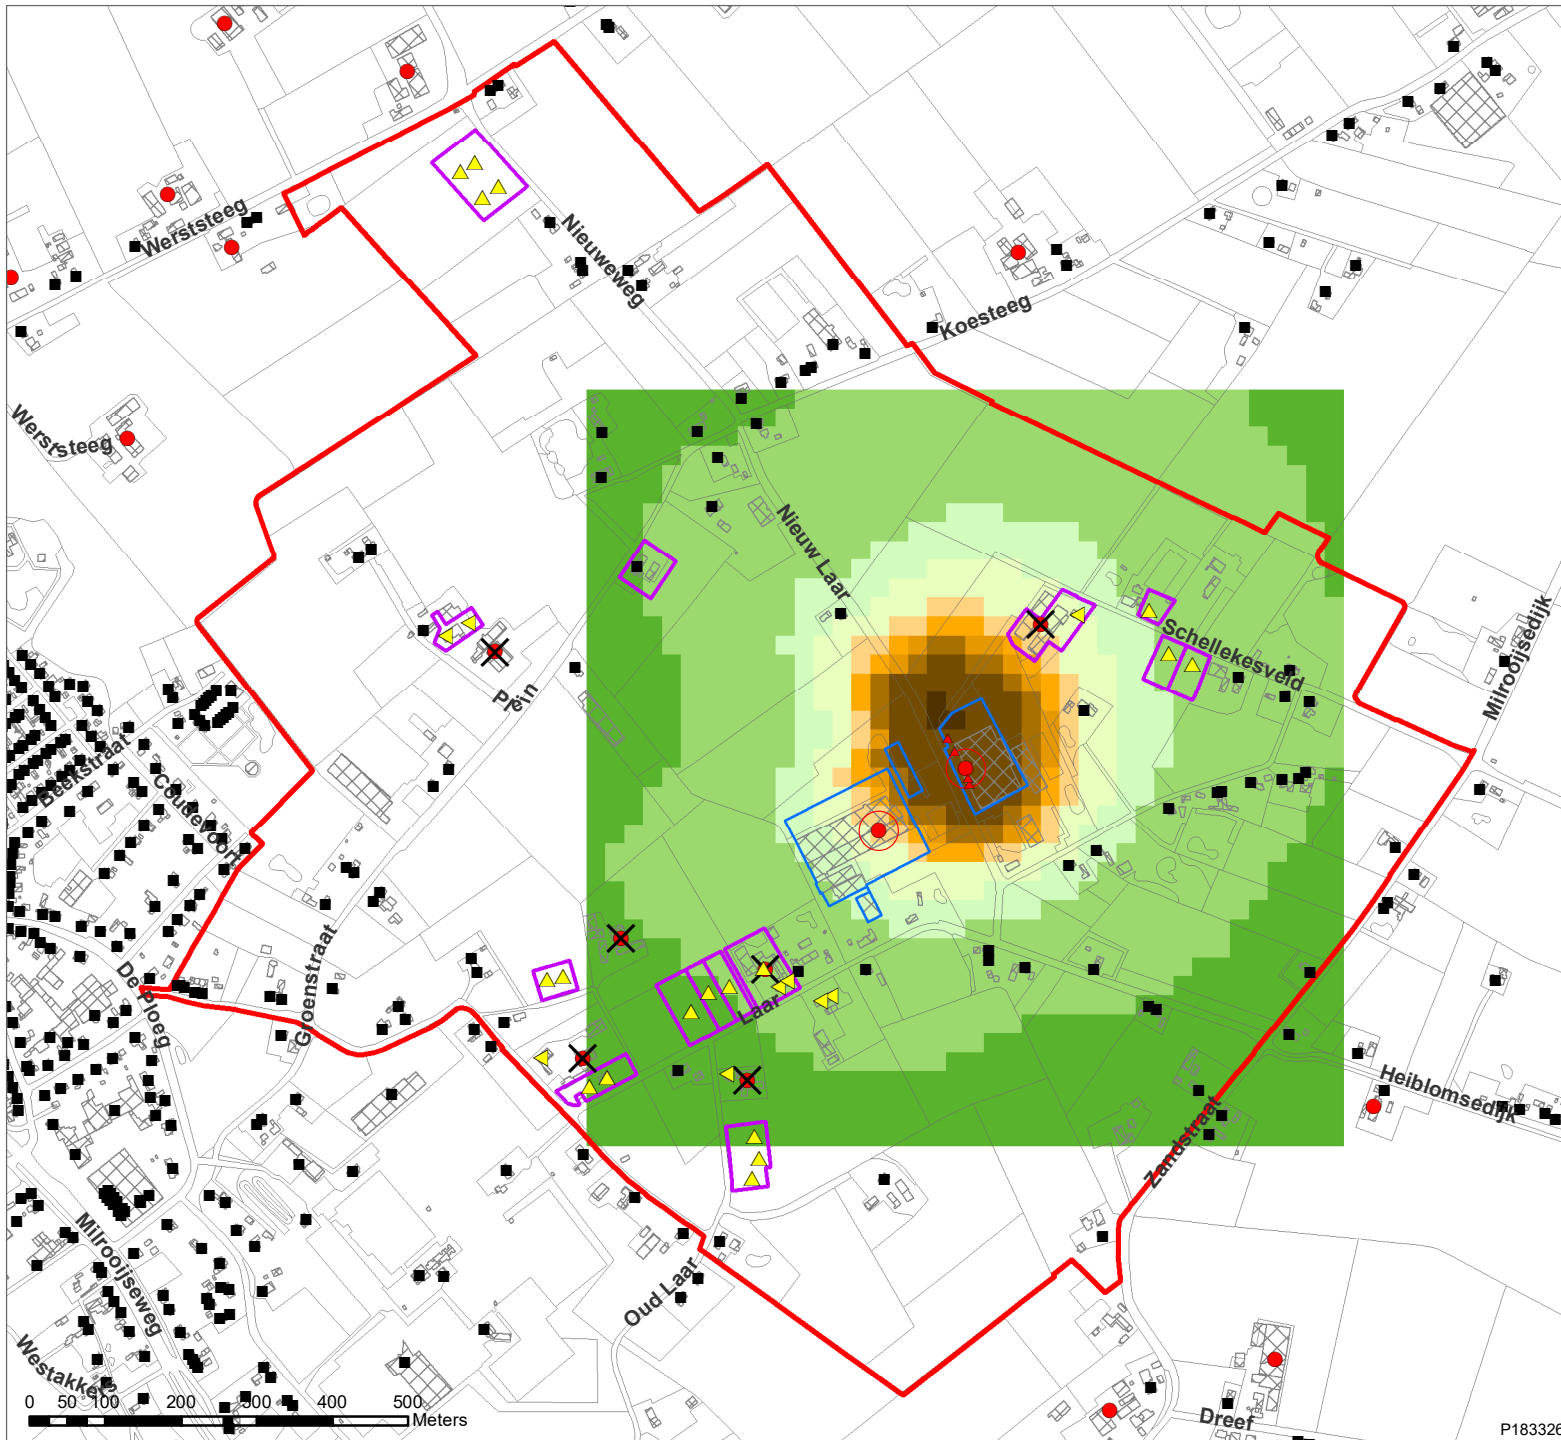 Werststeeg
Nieuweweg
Koesteeg
Werststeeg
Nieuw Laar
Schellekesveld
Milrooijsedijk
Plein
Beekstraat
Coudevoort
De Ploeg
Groenstraat
Laar
Heiblomsedijk
Zandstraat
Milrooijseweg
Oud Laar
Westakkers
0 50 100 200 300 400 500
Meters
Dreef
P183326